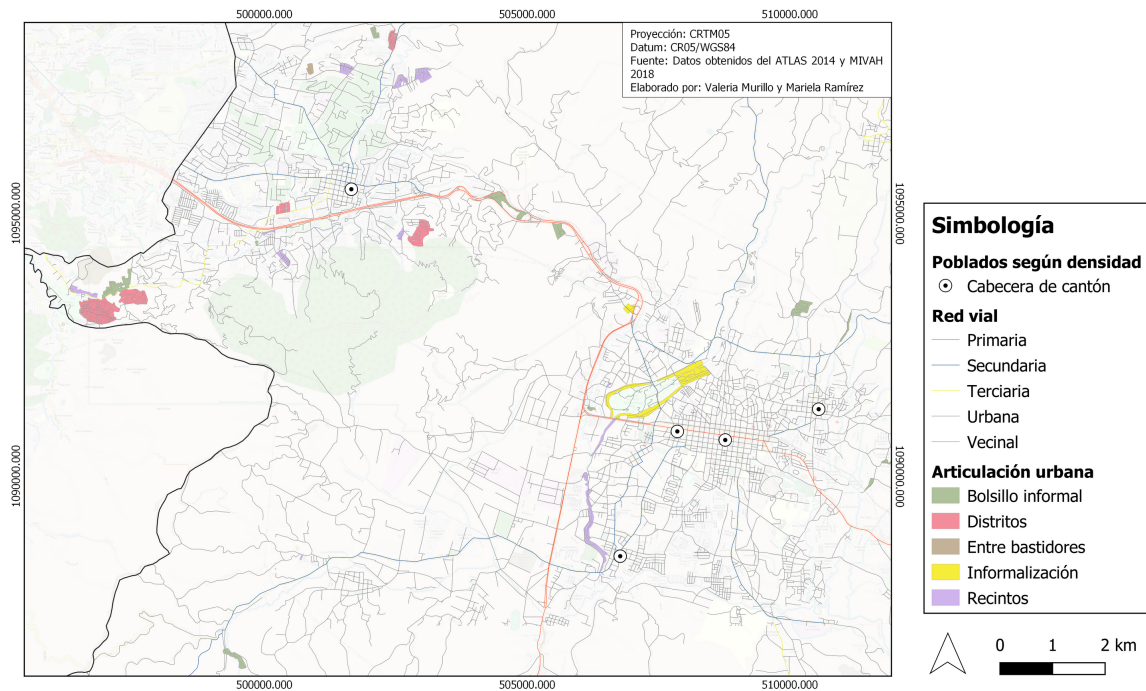 500000.000
505000.000
510000.000
Proyección: CRTM05
Datum: CR05/WGS84
Fuente: Datos obtenidos del ATLAS 2014 y MIVAH
2018
Elaborado por: Valeria Murillo y Mariela Ramírez
1095000.000
1095000.000
1090000.000
1090000.000
500000.000
505000.000
510000.000
Simbología
Poblados según densidad
Cabecera de cantón
Red vial
Primaria
Secundaria
Terciaria
Urbana
Vecinal
Articulación urbana
Bolsillo informal
Distritos
Entre bastidores
Informalización
Recintos
0 1 2 km